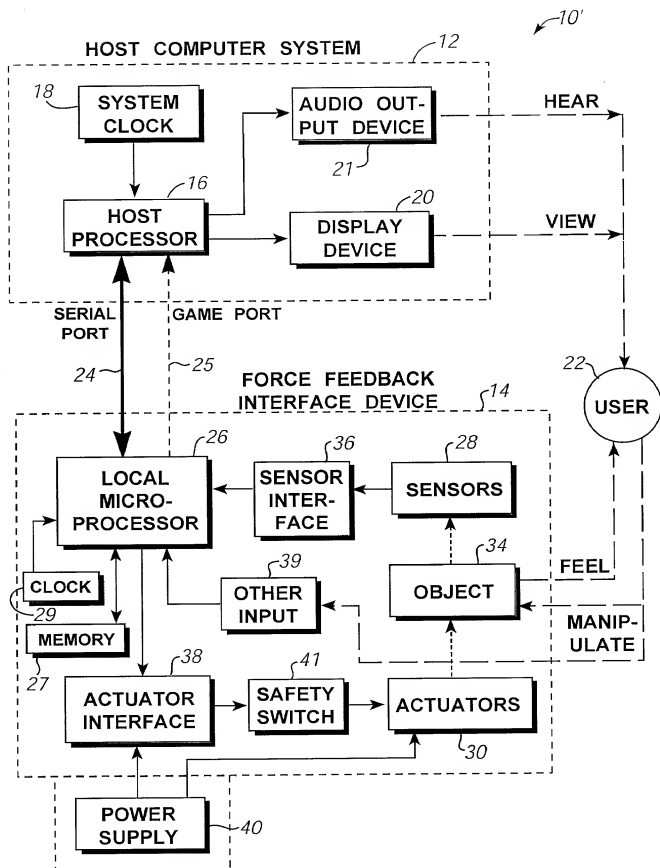 10'
HOST COMPUTER SYSTEM
12
18
SYSTEM
CLOCK
AUDIO OUT-
PUT DEVICE
21
HEAR
16
HOST
PROCESSOR
20
DISPLAY
DEVICE
VIEW
SERIAL
PORT
GAME PORT
24
25
FORCE FEEDBACK
INTERFACE DEVICE
14
22
USER
26
LOCAL
MICRO-
PROCESSOR
36
SENSOR
INTER-
FACE
28
SENSORS
34
OBJECT
FEEL
39
OTHER
INPUT
CLOCK
29
MEMORY
27
MANIP-
ULATE
38
ACTUATOR
INTERFACE
41
SAFETY
SWITCH
ACTUATORS
30
POWER
SUPPLY
40